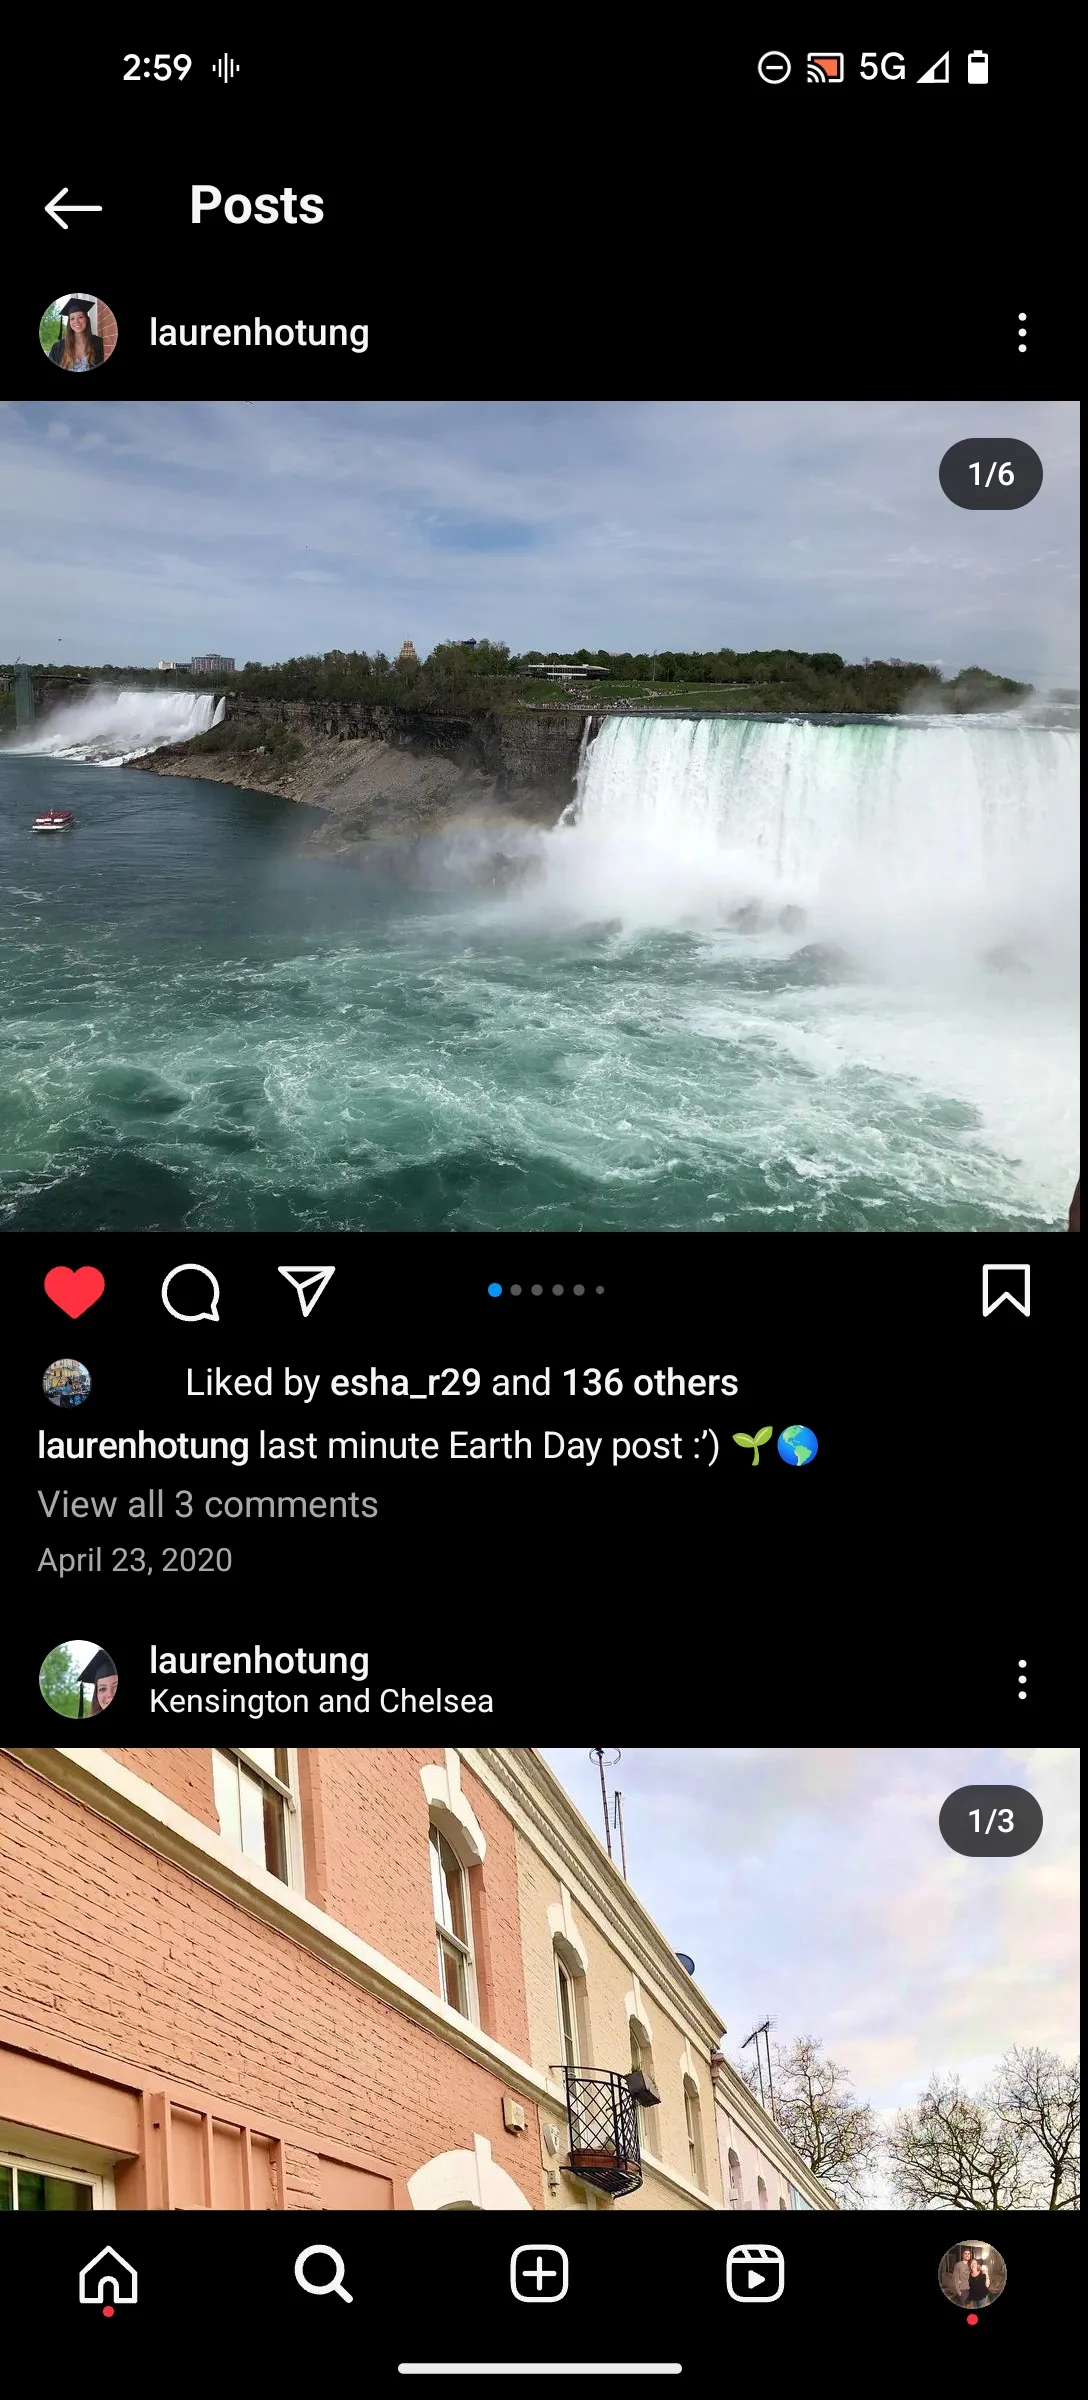 2:59 5G
Posts
laurenhotung
1/6
Liked by esha_r29 and 136 others
laurenhotung last minute Earth Day post :') 🌱🌎
View all 3 comments
April 23, 2020
laurenhotung
Kensington and Chelsea
1/3